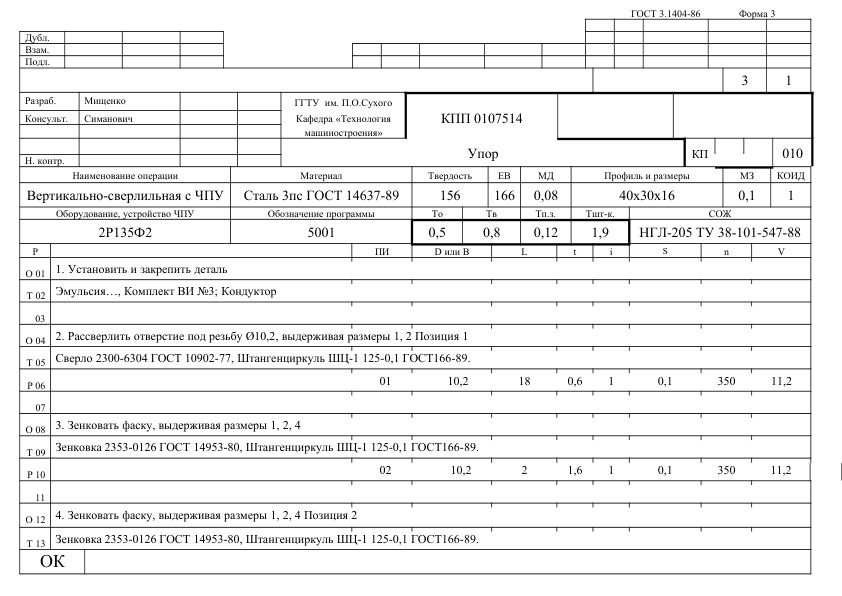 ГОСТ 3.1404-86 Форма 3
Дубл.
Взам.
Подл.
3 1
Разраб. Мищенко
Консульт. Симанович
Н. контр.
ГГТУ им. П.О.Сухого
Кафедра «Технология
машиностроения»
КПП 0107514
Упор
КП 010
Наименование операции Материал Твердость ЕВ МД Профиль и размеры МЗ КОИД
Вертикально-сверлильная с ЧПУ Сталь 3пс ГОСТ 14637-89 156 166 0,08 40х30х16 0,1 1
Оборудование, устройство ЧПУ Обозначение программы То Тв Тп.з. Тшт-к. СОЖ
2Р135Ф2 5001 0,5 0,8 0,12 1,9 НГЛ-205 ТУ 38-101-547-88
Р ПИ D или В L t i S n V
О 01 1. Установить и закрепить деталь
Т 02 Эмульсия…, Комплект ВИ №3; Кондуктор
03
О 04 2. Рассверлить отверстие под резьбу Ø10,2, выдерживая размеры 1, 2 Позиция 1
Т 05 Сверло 2300-6304 ГОСТ 10902-77, Штангенциркуль ШЦ-1 125-0,1 ГОСТ166-89.
Р 06 01 10,2 18 0,6 1 0,1 350 11,2
07
О 08 3. Зенковать фаску, выдерживая размеры 1, 2, 4
Т 09 Зенковка 2353-0126 ГОСТ 14953-80, Штангенциркуль ШЦ-1 125-0,1 ГОСТ166-89.
Р 10 02 10,2 2 1,6 1 0,1 350 11,2
11
О 12 4. Зенковать фаску, выдерживая размеры 1, 2, 4 Позиция 2
Т 13 Зенковка 2353-0126 ГОСТ 14953-80, Штангенциркуль ШЦ-1 125-0,1 ГОСТ166-89.
ОК